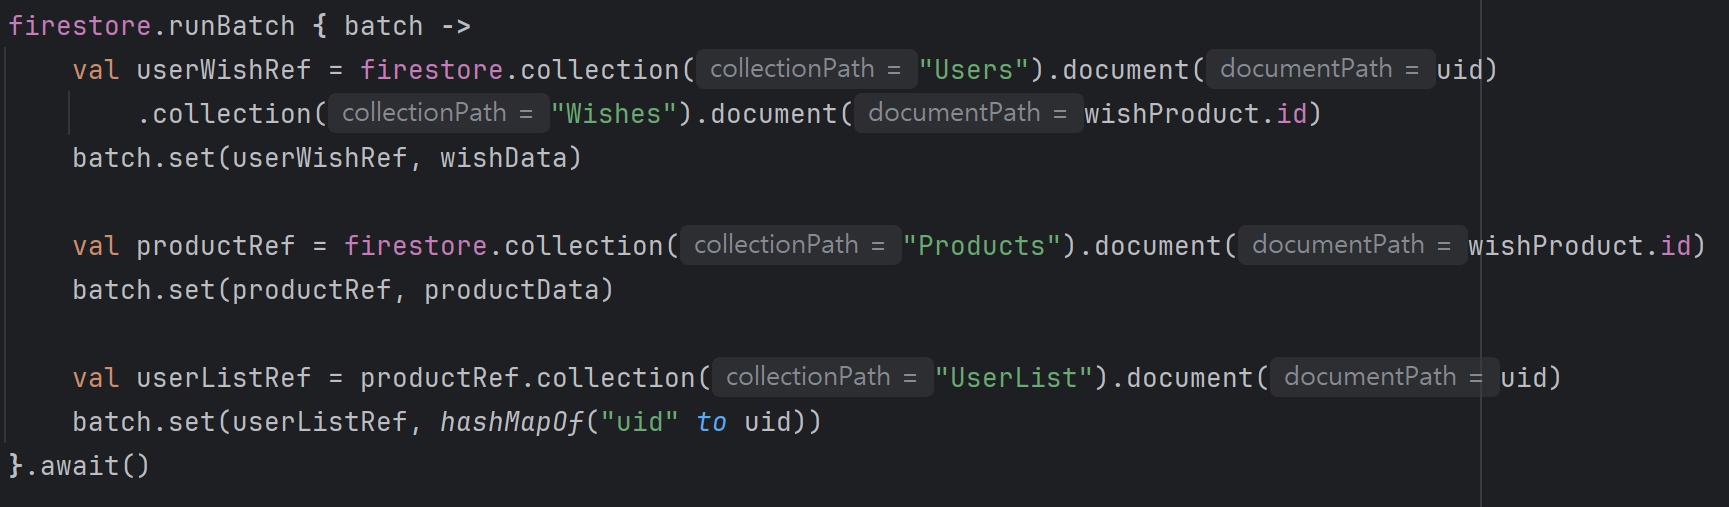 firestore.runBatch { batch ->
    val userWishRef = firestore.collection( collectionPath = "Users").document( documentPath = uid)
        .collection( collectionPath = "Wishes").document( documentPath = wishProduct.id)
    batch.set(userWishRef, wishData)

    val productRef = firestore.collection( collectionPath = "Products").document( documentPath = wishProduct.id)
    batch.set(productRef, productData)

    val userListRef = productRef.collection( collectionPath = "UserList").document( documentPath = uid)
    batch.set(userListRef, hashMapOf("uid" to uid))
}.await()